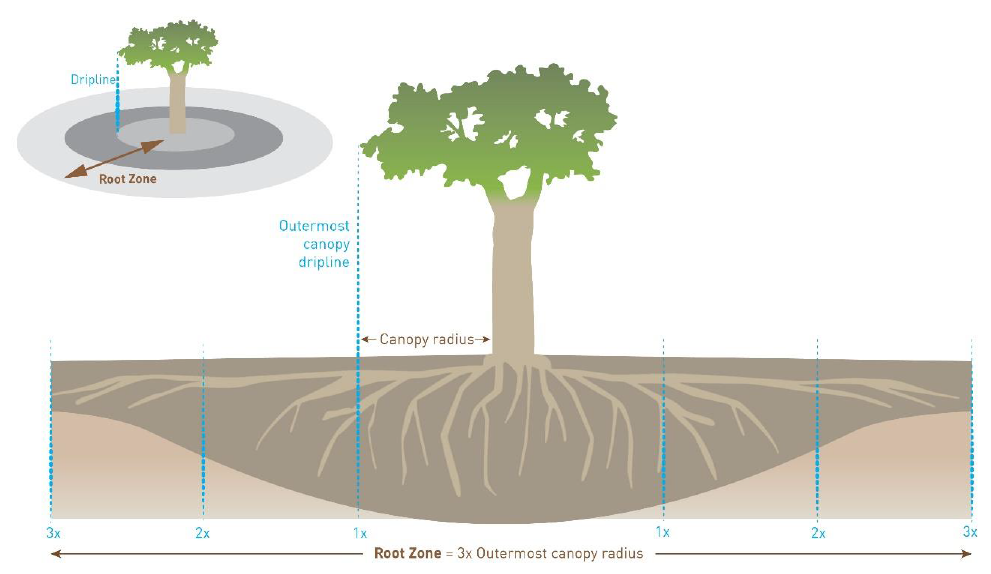 Dripline
Root Zone
Outermost
canopy
dripline
Canopy radius
3x 2x 1x 1x 2x 3x
Root Zone = 3x Outermost canopy radius